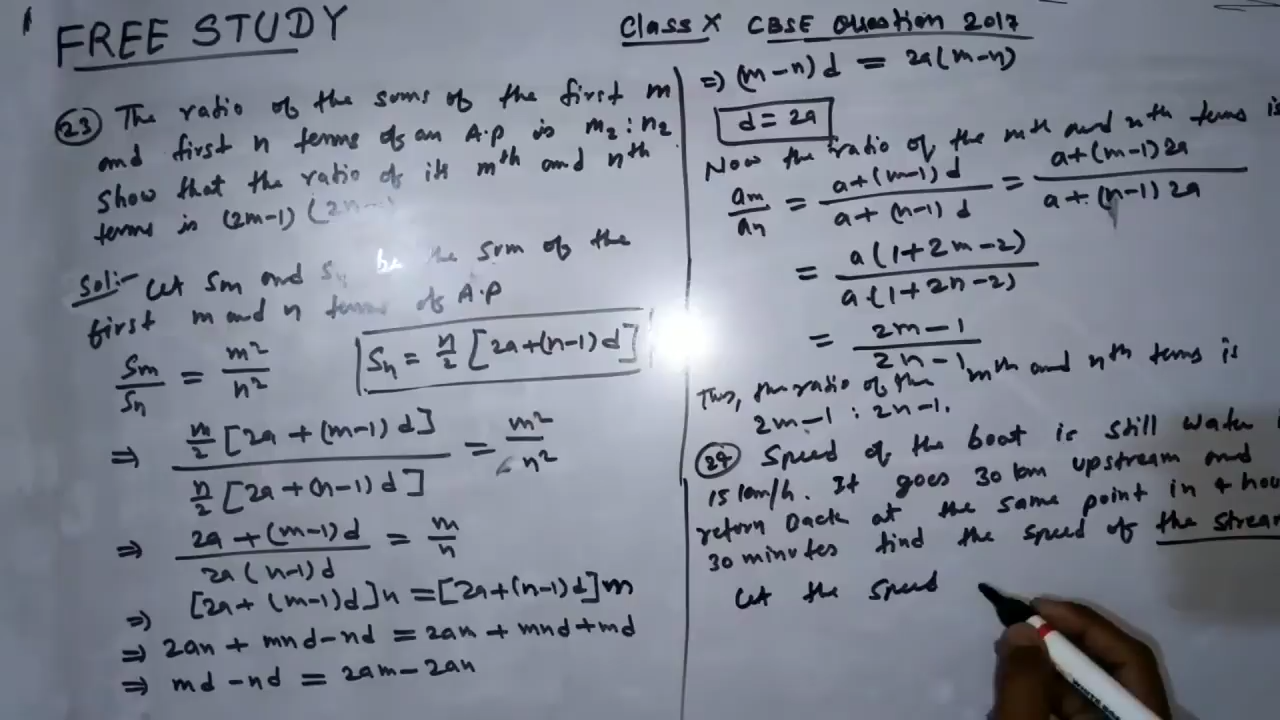 FREE STUDY
Class X CBSE Question 2017
(23) The ratio of the sums of the first m
and first n terms of an A.P is m2 : n2
show that the ratio of its mth and nth
terms is (2m-1) (2n-
Sol:- Let Sm and Sn be the sum of the
first m and n terms of A.P
Sm/Sn = m²/n²
Sn = n/2 [2a+(n-1)d]
⇒ m/2 [2a + (m-1) d] / n/2 [2a + (n-1) d] = m²/n²
⇒ 2a + (m-1)d / 2a (n-1)d = m/n
⇒ [2a + (m-1)d]n = [2a+(n-1)d]m
⇒ 2an + mnd - nd = 2am + mnd + md
⇒ md - nd = 2am - 2an
⇒ (m-n) d = 2a (m-n)
d = 2a
Now the ratio of the mth and nth terms is
am/an = a+(m-1) d / a+ (n-1) d = a+(m-1) 2a / a+ (n-1) 2a
= a(1+2m-2) / a(1+2n-2)
= 2m-1 / 2n-1
Thus, the ratio of the mth and nth terms is
2m-1 : 2n-1.
(24) Speed of the boat is still water
15 km/h. It goes 30 km upstream and
return back at the same point in 4 hou
30 minutes find the speed of the stream
Let the speed